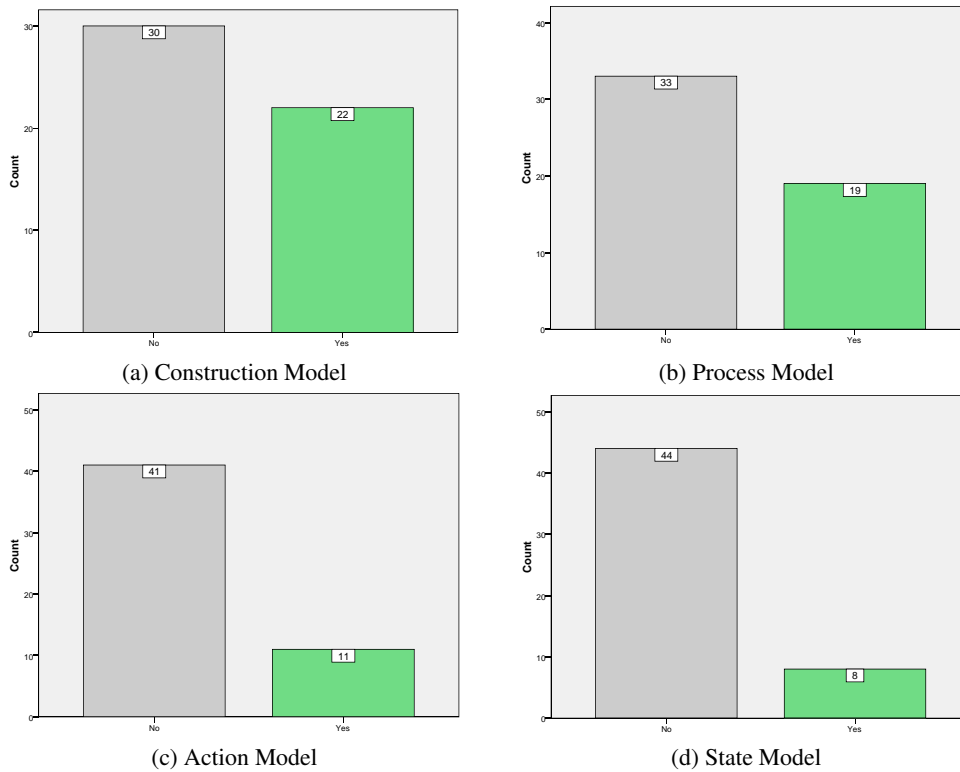 30
20
10
0
Count
30
22
No
Yes
(a) Construction Model
40
30
20
10
0
Count
33
19
No
Yes
(b) Process Model
50
40
30
20
10
0
Count
41
11
No
Yes
(c) Action Model
50
40
30
20
10
0
Count
44
8
No
Yes
(d) State Model